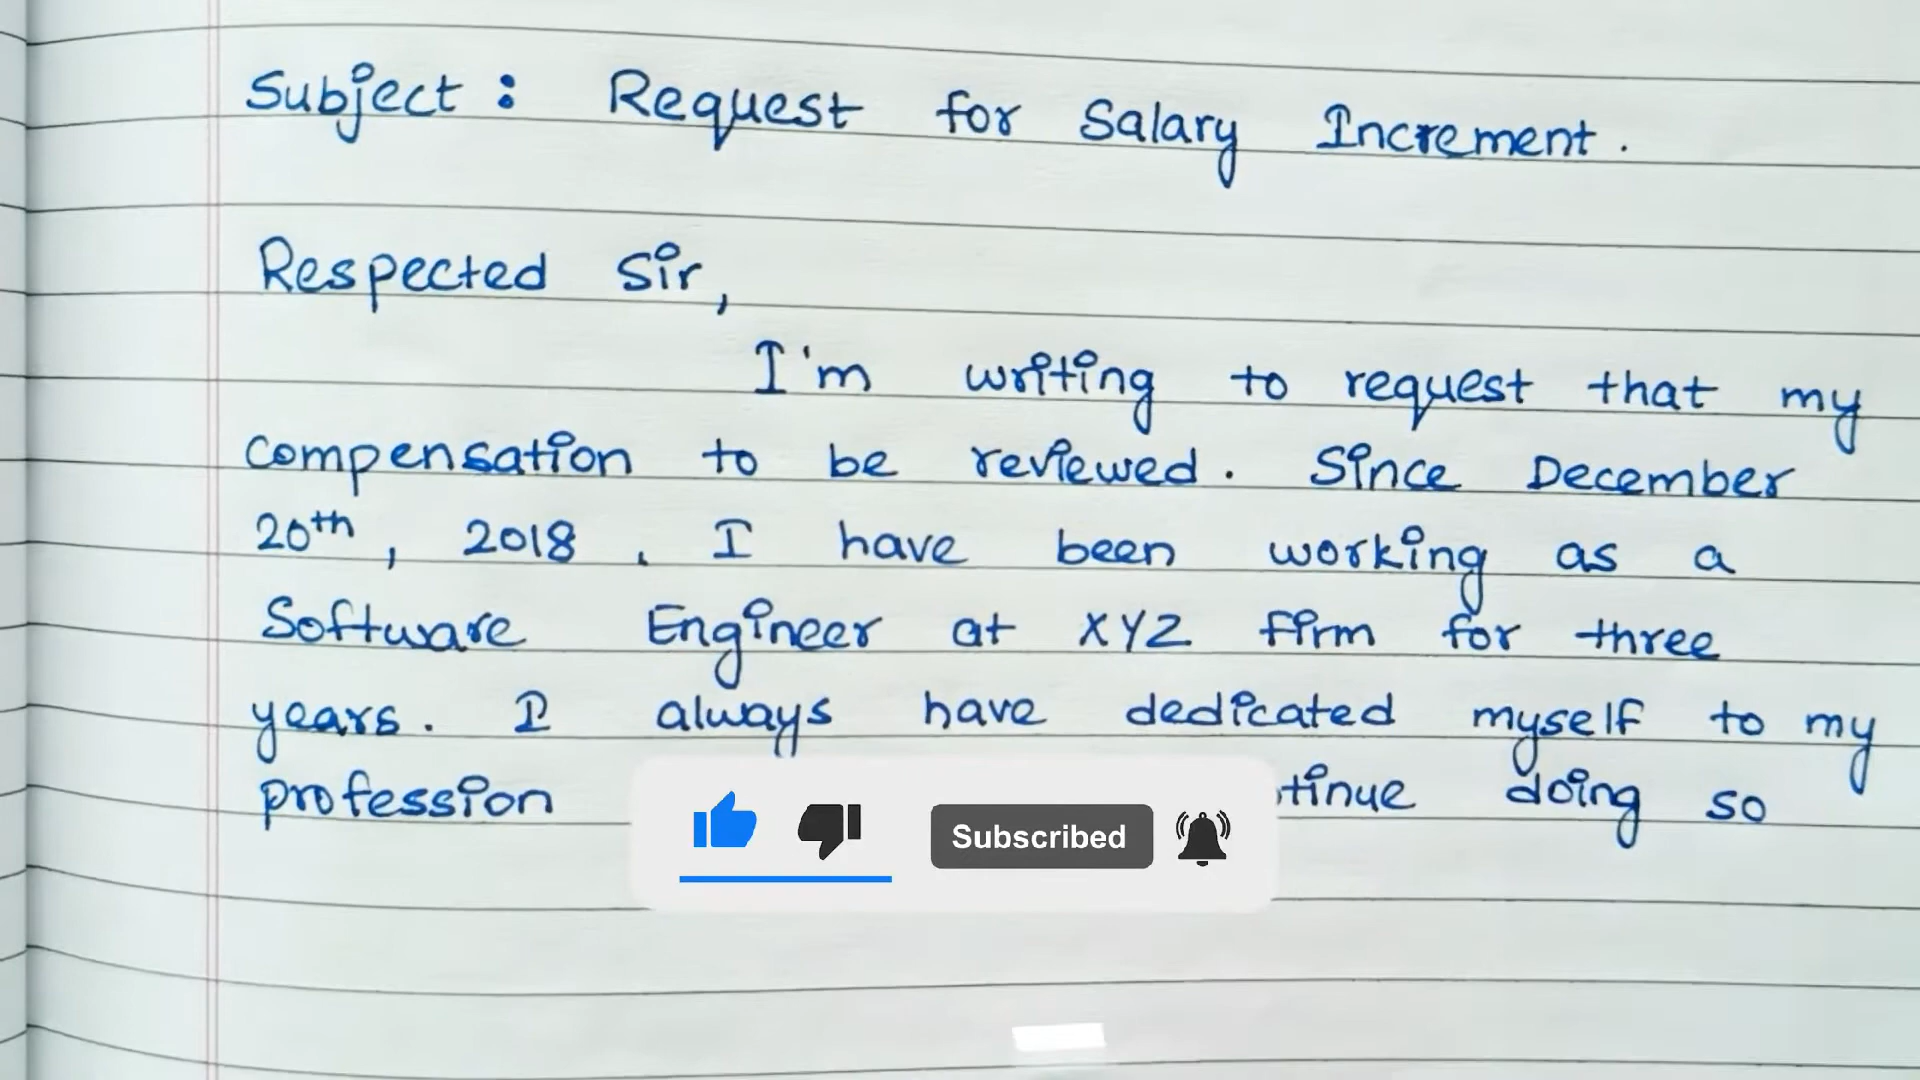 Subject : Request for Salary Increment.
Respected Sir,
I'm writing to request that my
compensation to be reviewed. Since December
20th, 2018, I have been working as a
Software Engineer at XYZ firm for three
years. I always have dedicated myself to my
profession tinue doing so
Subscribed